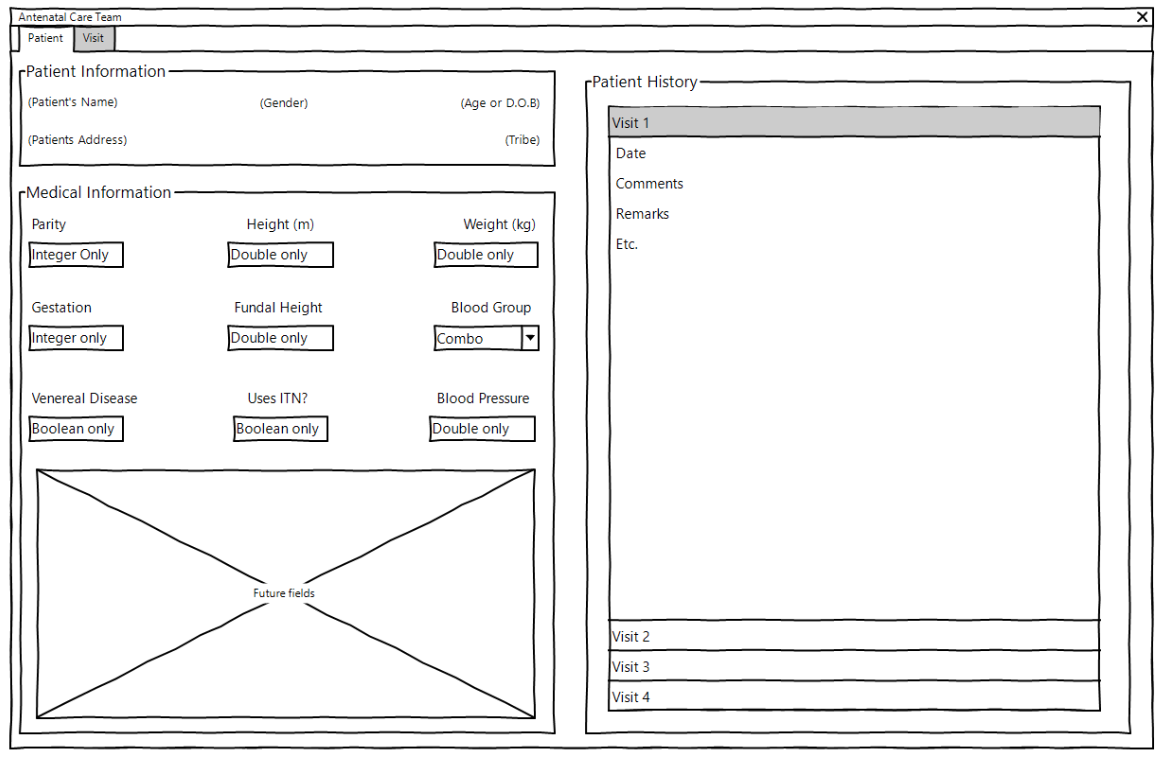 Antenatal Care Team
Patient Visit
Patient Information
(Patient's Name) (Gender) (Age or D.O.B)
(Patients Address) (Tribe)
Medical Information
Parity Height (m) Weight (kg)
Integer Only Double only Double only
Gestation Fundal Height Blood Group
Integer only Double only Combo
Venereal Disease Uses ITN? Blood Pressure
Boolean only Boolean only Double only
Future fields
Patient History
Visit 1
Date
Comments
Remarks
Etc.
Visit 2
Visit 3
Visit 4